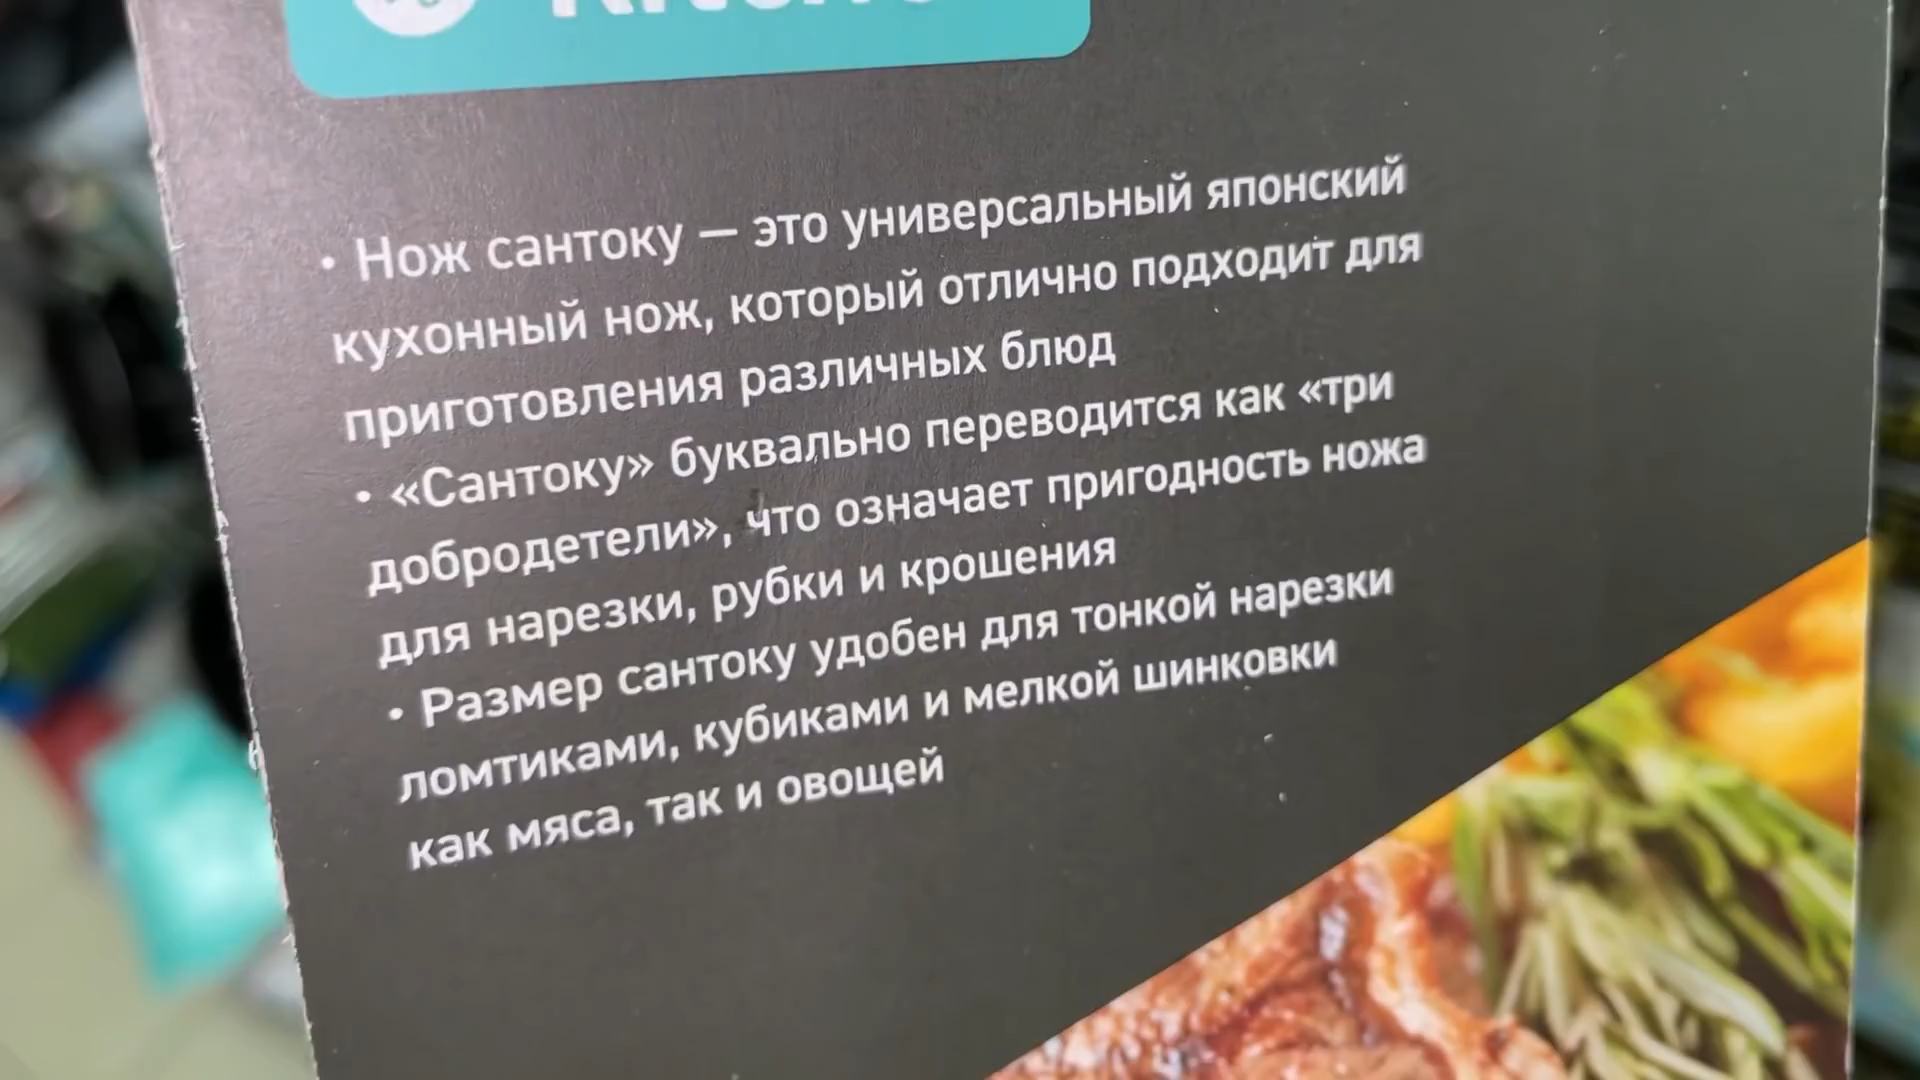 • Нож сантоку — это универсальный японский
кухонный нож, который отлично подходит для
приготовления различных блюд
• «Сантоку» буквально переводится как «три
добродетели», что означает пригодность ножа
для нарезки, рубки и крошения
• Размер сантоку удобен для тонкой нарезки
ломтиками, кубиками и мелкой шинковки
как мяса, так и овощей